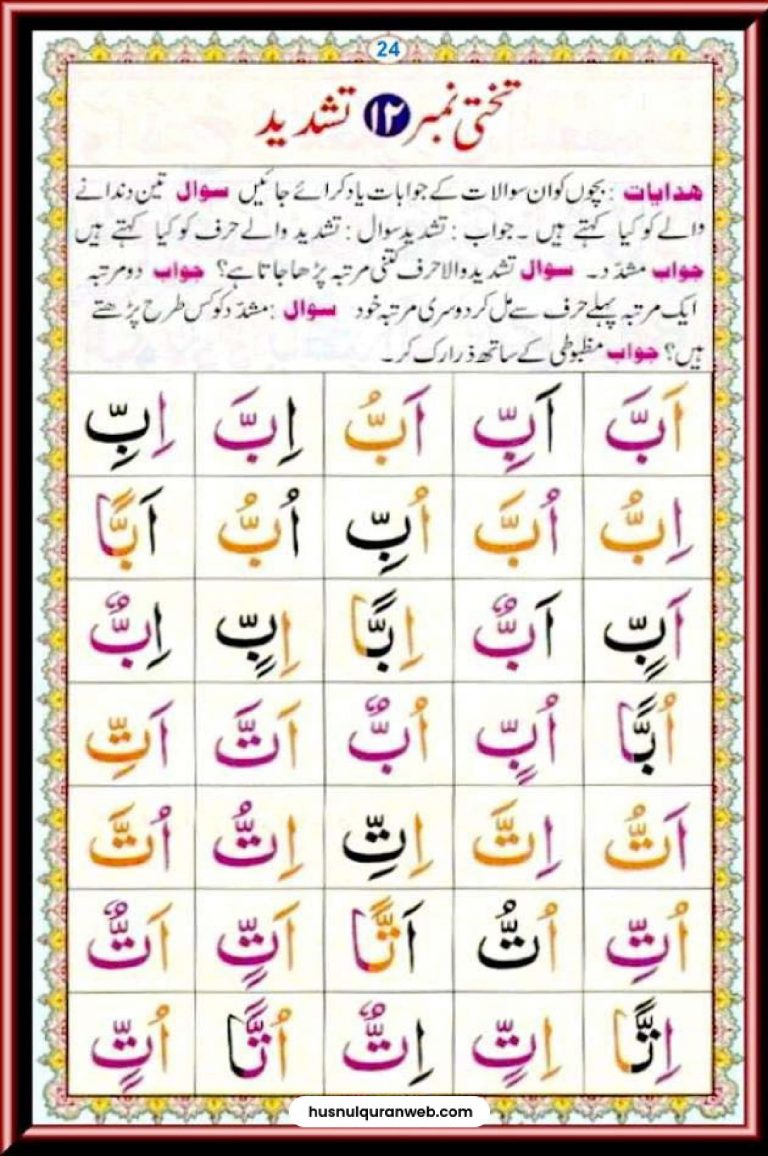 24
تختی نمبر ۱۲ تشدید
ھدایات : بچوں کو ان سوالات کے جوابات یاد کرائے جائیں سوال تین دندانے
والے کو کیا کہتے ہیں ۔ جواب : تشدید سوال : تشدید والے حرف کو کیا کہتے ہیں
جواب مشدّد ۔ سوال تشدید والا حرف کتنی مرتبہ پڑھا جاتا ہے؟ جواب دو مرتبہ
ایک مرتبہ پہلے حرف سے مل کر دوسری مرتبہ خود سوال : مشدّد کو کس طرح پڑھتے
ہیں؟ جواب مظبوطی کے ساتھ ذرا رک کر ۔
اَبَّ اَبِّ اَبُّ اِبَّ اِبِّ
اِبُّ اُبَّ اُبِّ اُبُّ اَبًّا
اَبٍّ اَبٌّ اِبًّا اِبٍّ اِبٌّ
اُبًّا اُبٍّ اُبٌّ اَتَّ اَتِّ
اَتُّ اِتَّ اِتِّ اِتُّ اُتَّ
اُتِّ اُتُّ اَتًّا اَتٍّ اَتٌّ
اِتًّا اِتٍّ اِتٌّ اُتًّا اُتٍّ
husnulquranweb.com